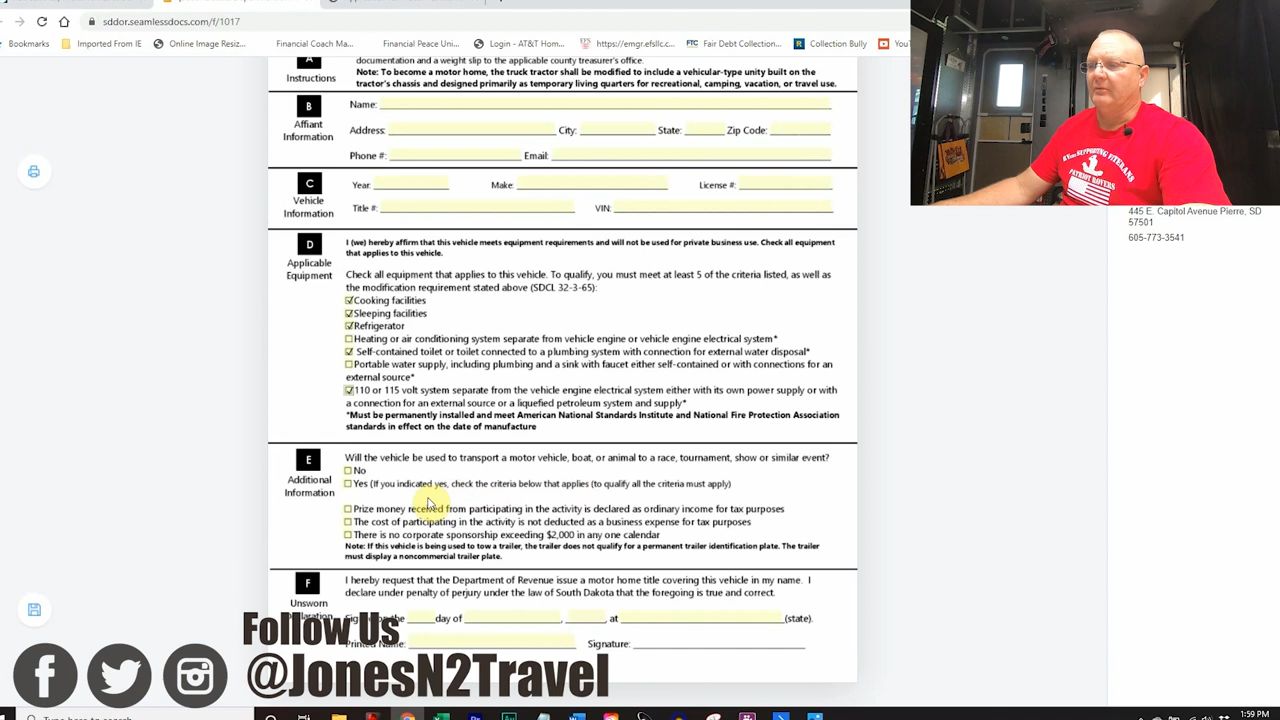 sddor.seamlessdocs.com/f/1017
Bookmarks Imported From IE Online Image Resiz... Financial Coach Ma... Financial Peace Uni... Login - AT&T Hom... https://emgr.efsllc.c... Fair Debt Collection... Collection Bully You
A
Instructions
documentation and a weight slip to the applicable county treasurer's office.
Note: To become a motor home, the truck tractor shall be modified to include a vehicular-type unity built on the
tractor's chassis and designed primarily as temporary living quarters for recreational, camping, vacation, or travel use.
B
Affiant
Information
Name:
Address: City: State: Zip Code:
Phone #: Email:
C
Vehicle
Information
Year: Make: License #:
Title #: VIN:
D
Applicable
Equipment
I (we) hereby affirm that this vehicle meets equipment requirements and will not be used for private business use. Check all equipment
that applies to this vehicle.
Check all equipment that applies to this vehicle. To qualify, you must meet at least 5 of the criteria listed, as well as
the modification requirement stated above (SDCL 32-3-65):
Cooking facilities
Sleeping facilities
Refrigerator
Heating or air conditioning system separate from vehicle engine or vehicle engine electrical system*
Self-contained toilet or toilet connected to a plumbing system with connection for external water disposal*
Portable water supply, including plumbing and a sink with faucet either self-contained or with connections for an
external source*
110 or 115 volt system separate from the vehicle engine electrical system either with its own power supply or with
a connection for an external source or a liquefied petroleum system and supply*
*Must be permanently installed and meet American National Standards Institute and National Fire Protection Association
standards in effect on the date of manufacture
E
Additional
Information
Will the vehicle be used to transport a motor vehicle, boat, or animal to a race, tournament, show or similar event?
No
Yes (If you indicated yes, check the criteria below that applies (to qualify all the criteria must apply)
Prize money received from participating in the activity is declared as ordinary income for tax purposes
The cost of participating in the activity is not deducted as a business expense for tax purposes
There is no corporate sponsorship exceeding $2,000 in any one calendar
Note: If this vehicle is being used to tow a trailer, the trailer does not qualify for a permanent trailer identification plate. The trailer
must display a noncommercial trailer plate.
F
Unsworn
I hereby request that the Department of Revenue issue a motor home title covering this vehicle in my name. I
declare under penalty of perjury under the law of South Dakota that the foregoing is true and correct.
day of , at (state).
Name: Signature:
445 E. Capitol Avenue Pierre, SD
57501
605-773-3541
RVers SUPPORTING VETERANS
PATRIOT ROVERS
Follow Us
@JonesN2Travel
1:59 PM